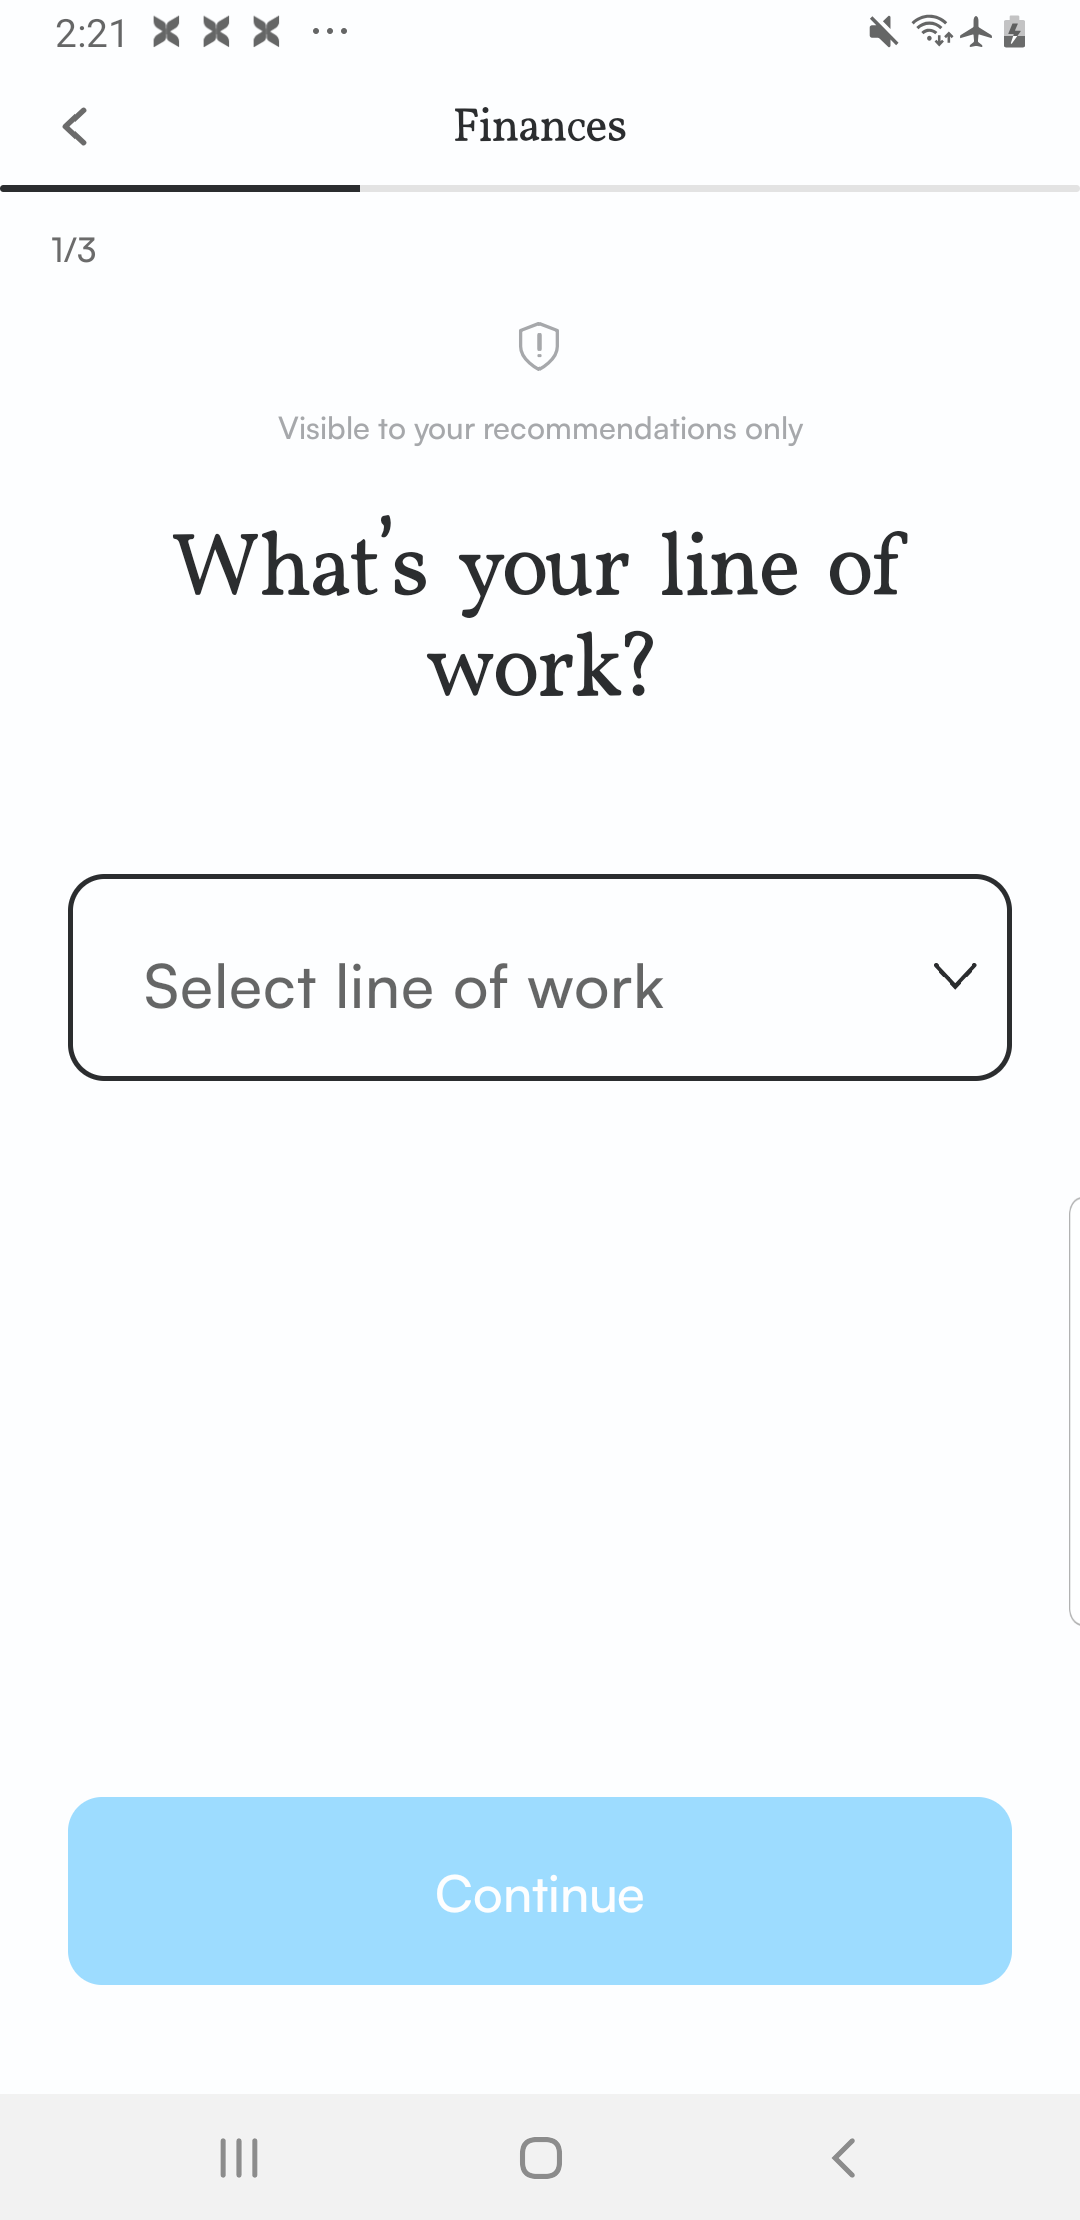 2:21
Finances
1/3
Visible to your recommendations only
What's your line of
work?
Select line of work
Continue